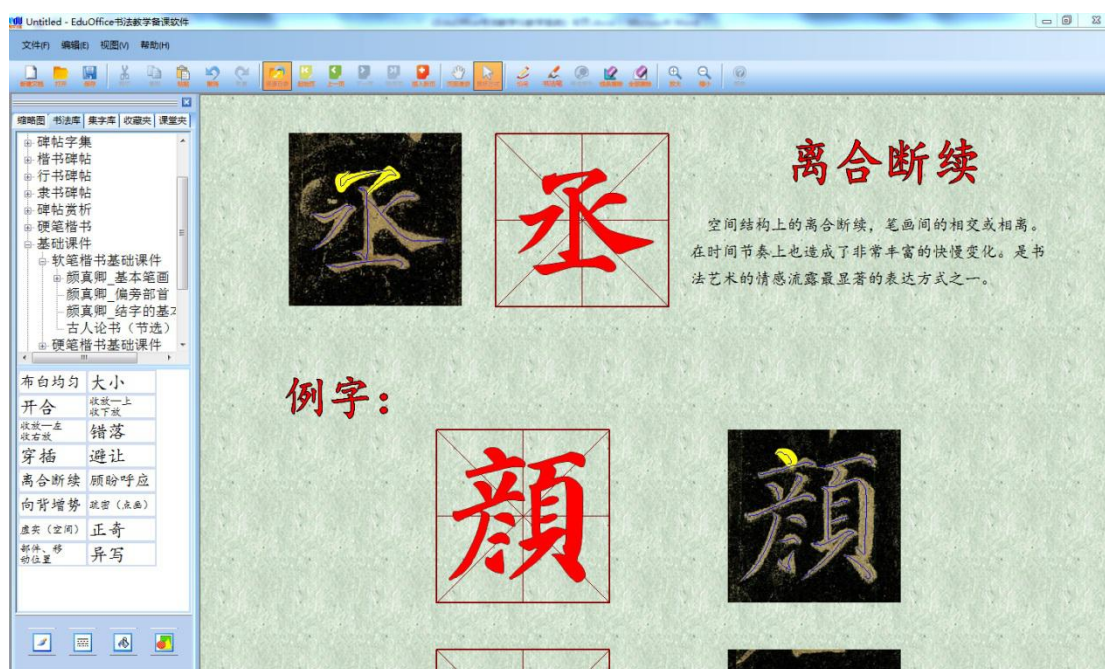 Untitled - EduOffice书法教学备课软件
文件(F) 编辑(E) 视图(V) 帮助(H)
打开
缩略图 书法库 集字库 收藏夹 课堂夹
碑帖字集
楷书碑帖
行书碑帖
隶书碑帖
碑帖赏析
硬笔楷书
基础课件
软笔楷书基础课件
颜真卿_基本笔画
颜真卿_偏旁部首
颜真卿_结字的基
古人论书（节选）
硬笔楷书基础课件
布白均匀 大小
开合 收放—上收下放
收放—左收右放 错落
穿插 避让
离合断续 顾盼呼应
向背增势 疏密（点画）
虚实（空间） 正奇
部件、移动位置 异写
丞 丞
离合断续
空间结构上的离合断续，笔画间的相交或相离。
在时间节奏上也造成了非常丰富的快慢变化。是书
法艺术的情感流露最显著的表达方式之一。
例字：
顏 顏